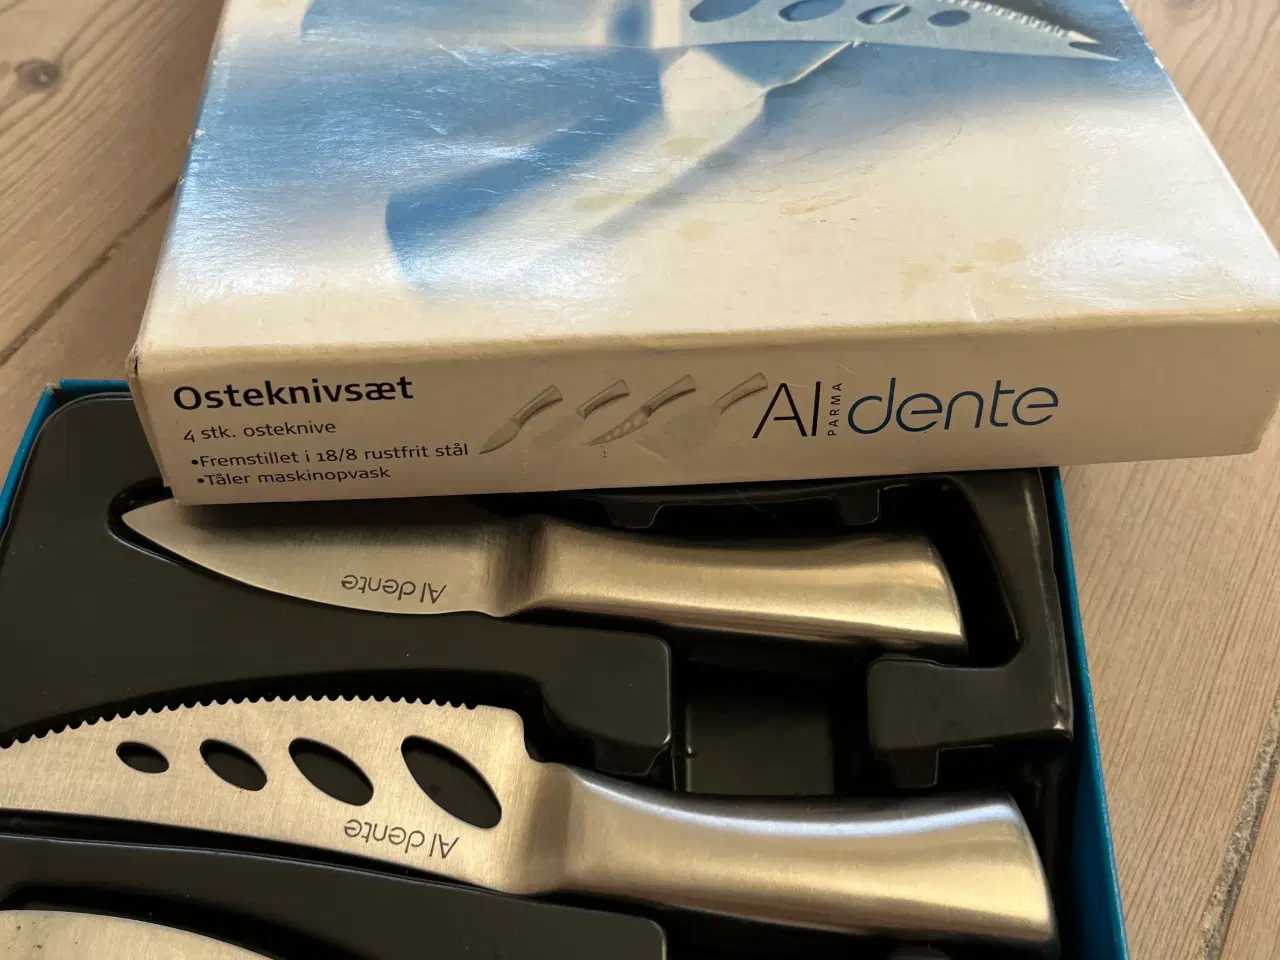 Osteknivsæt
4 stk. osteknive
•Fremstillet i 18/8 rustfrit stål
•Tåler maskinopvask
Al PARMA dente
Al dente
Al dente